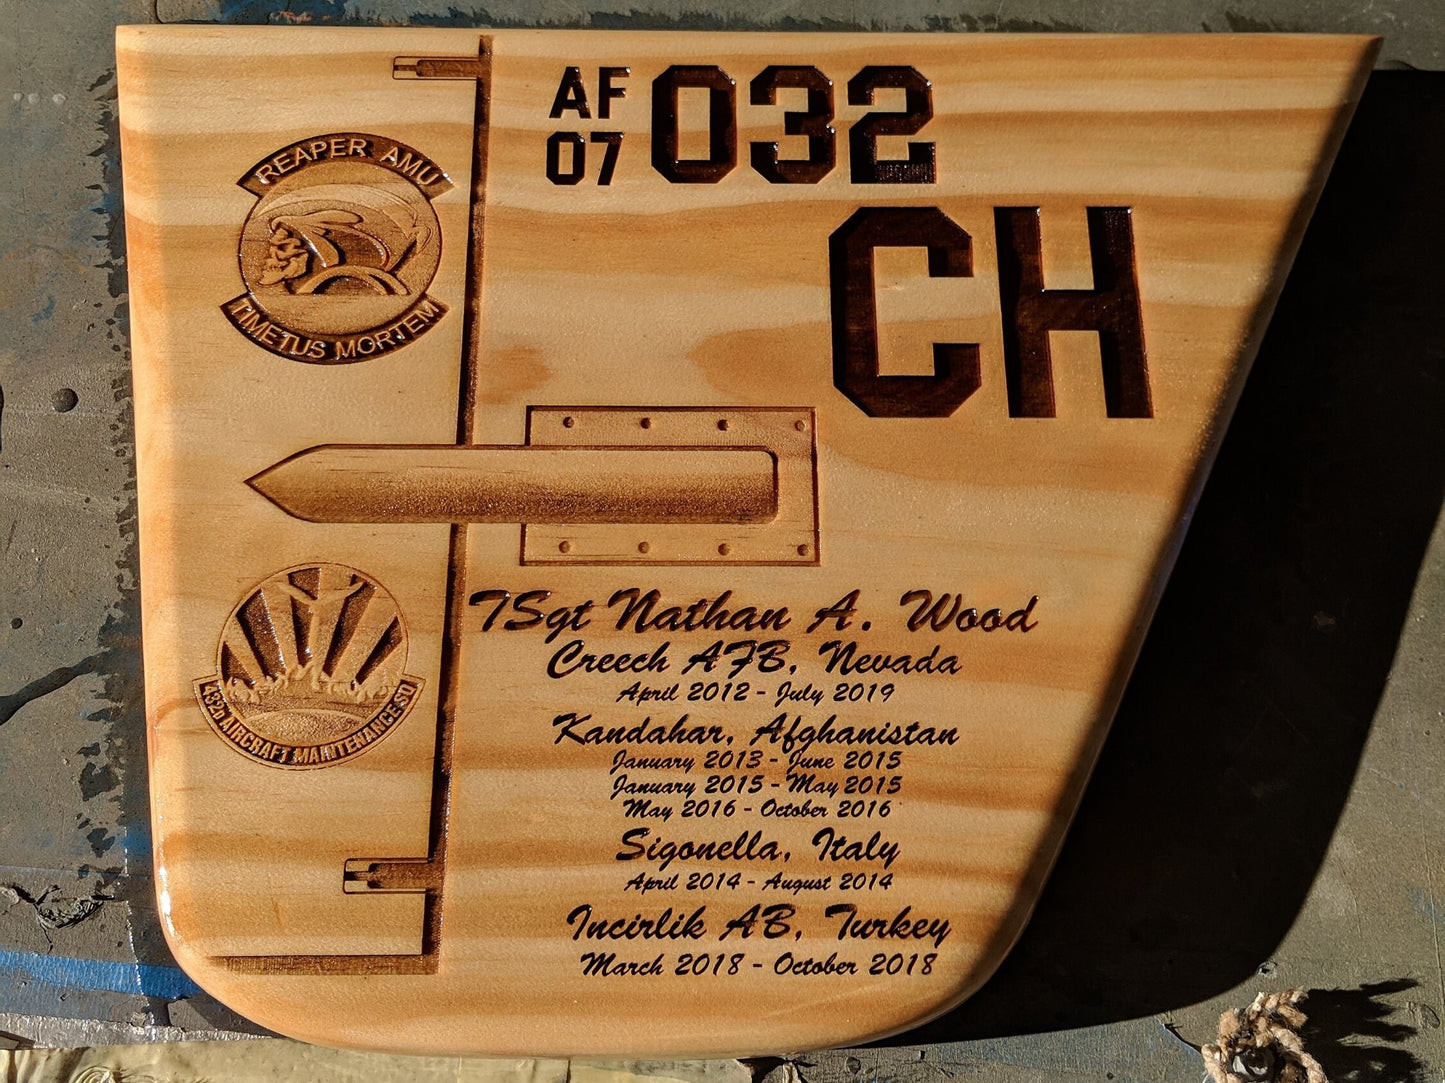 AF 07 032
CH
REAPER AMU
TIMETUS MORTEM
432D AIRCRAFT MAINTENANCE SQ
TSgt Nathan A. Wood
Creech AFB, Nevada
April 2012 - July 2019
Kandahar, Afghanistan
January 2013 - June 2015
January 2015 - May 2015
May 2016 - October 2016
Sigonella, Italy
April 2014 - August 2014
Incirlik AB, Turkey
March 2018 - October 2018